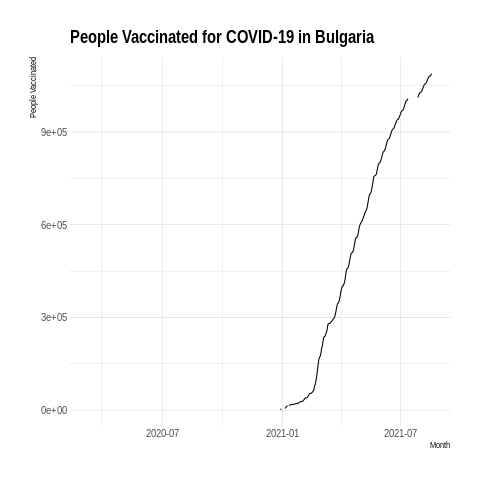 People Vaccinated for COVID-19 in Bulgaria
People Vaccinated
9e+05
6e+05
3e+05
0e+00
2020-07 2021-01 2021-07
Month